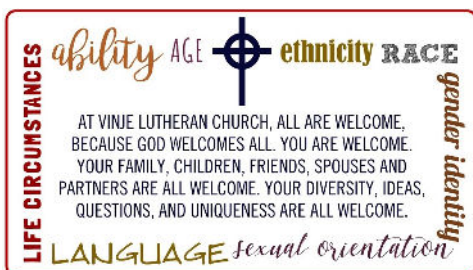 ability AGE ethnicity RACE
LIFE CIRCUMSTANCES
gender identity
AT VINJE LUTHERAN CHURCH, ALL ARE WELCOME,
BECAUSE GOD WELCOMES ALL. YOU ARE WELCOME.
YOUR FAMILY, CHILDREN, FRIENDS, SPOUSES AND
PARTNERS ARE ALL WELCOME. YOUR DIVERSITY, IDEAS,
QUESTIONS, AND UNIQUENESS ARE ALL WELCOME.
LANGUAGE sexual orientation